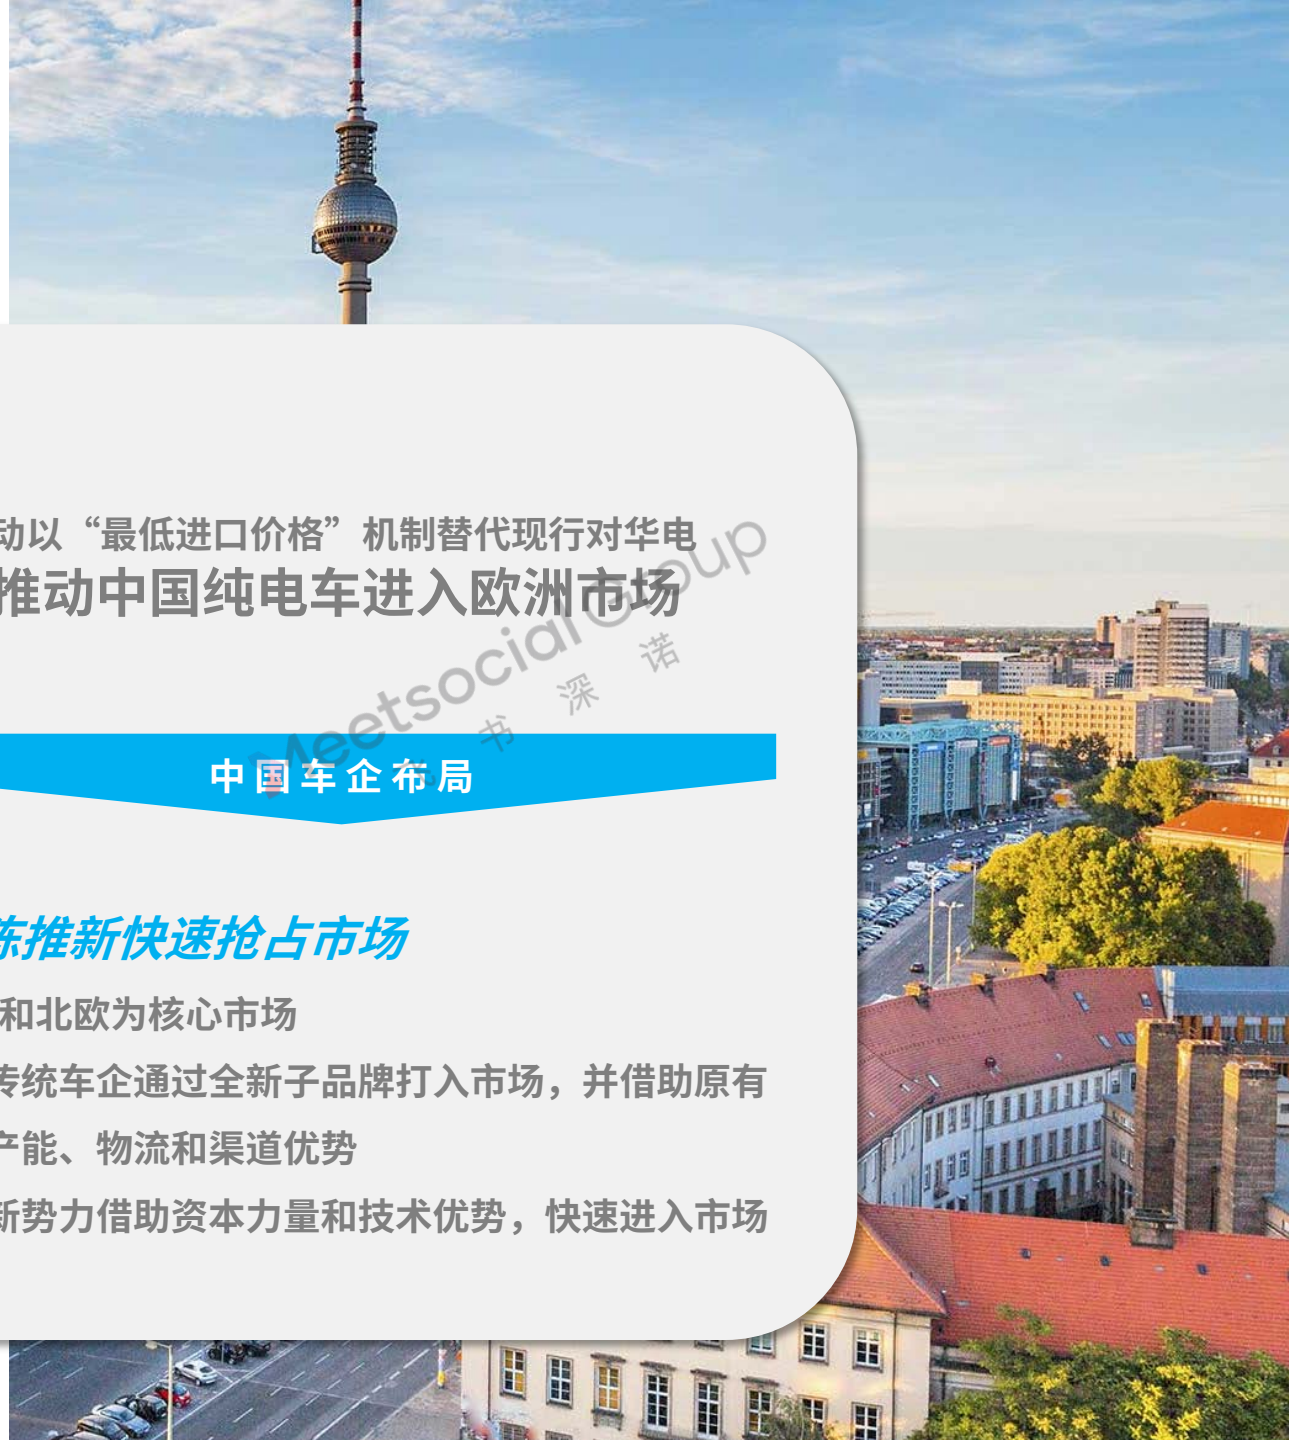 动以“最低进口价格”机制替代现行对华电
推动中国纯电车进入欧洲市场
Meetsocial Group
飞书深诺
中国车企布局
炼推新快速抢占市场
和北欧为核心市场
传统车企通过全新子品牌打入市场，并借助原有
产能、物流和渠道优势
新势力借助资本力量和技术优势，快速进入市场